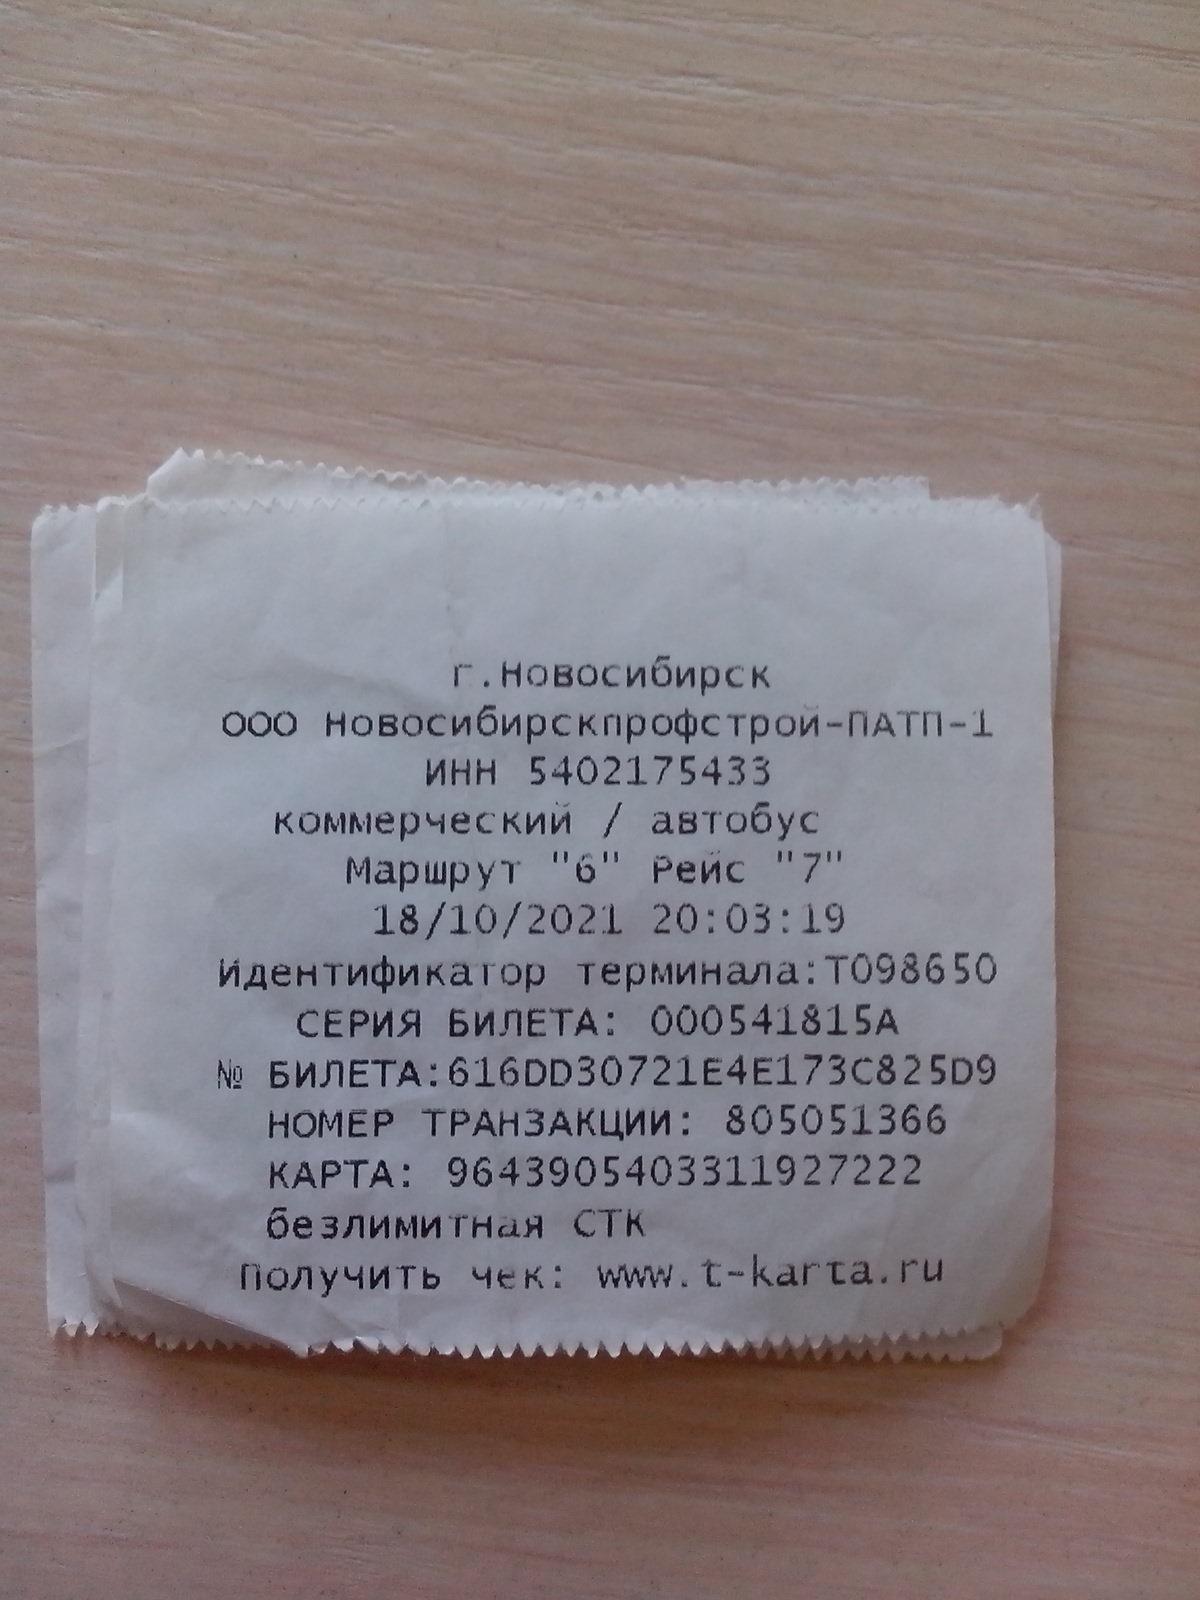 г.Новосибирск
ООО Новосибирскпрофстрой-ПАТП-1
ИНН 5402175433
коммерческий / автобус
Маршрут "6" Рейс "7"
18/10/2021 20:03:19
Идентификатор терминала:Т098650
СЕРИЯ БИЛЕТА: 000541815А
№ БИЛЕТА:616DD30721E4E173C825D9
НОМЕР ТРАНЗАКЦИИ: 805051366
КАРТА: 9643905403311927222
безлимитная СТК
Получить чек: www.t-karta.ru